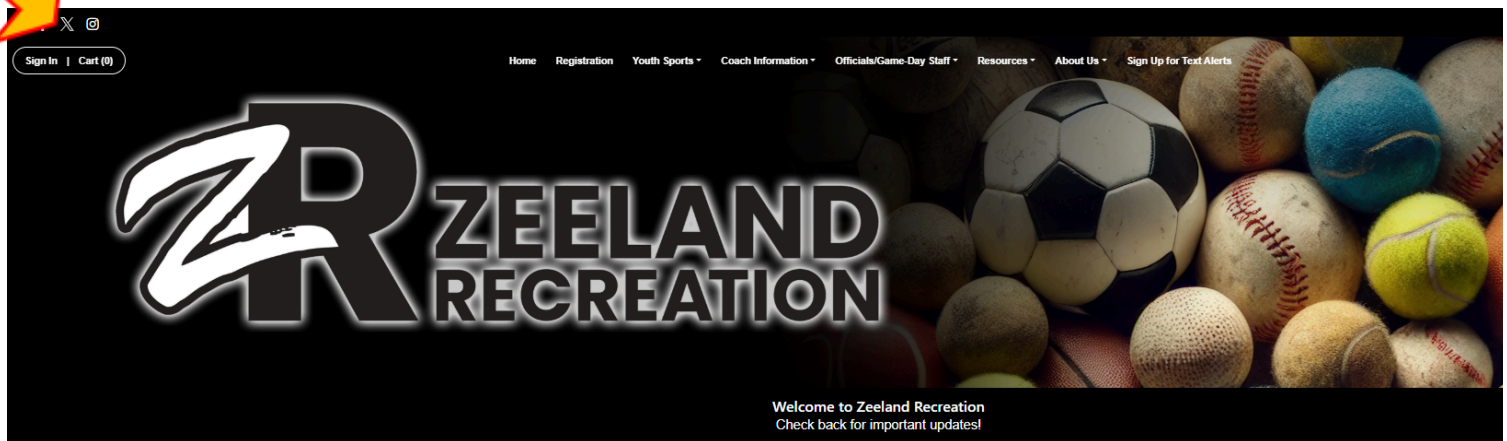 Sign In | Cart (0)
Home Registration Youth Sports Coach Information Officials/Game-Day Staff Resources About Us Sign Up for Text Alerts
ZR ZEELAND
RECREATION
Welcome to Zeeland Recreation
Check back for important updates!